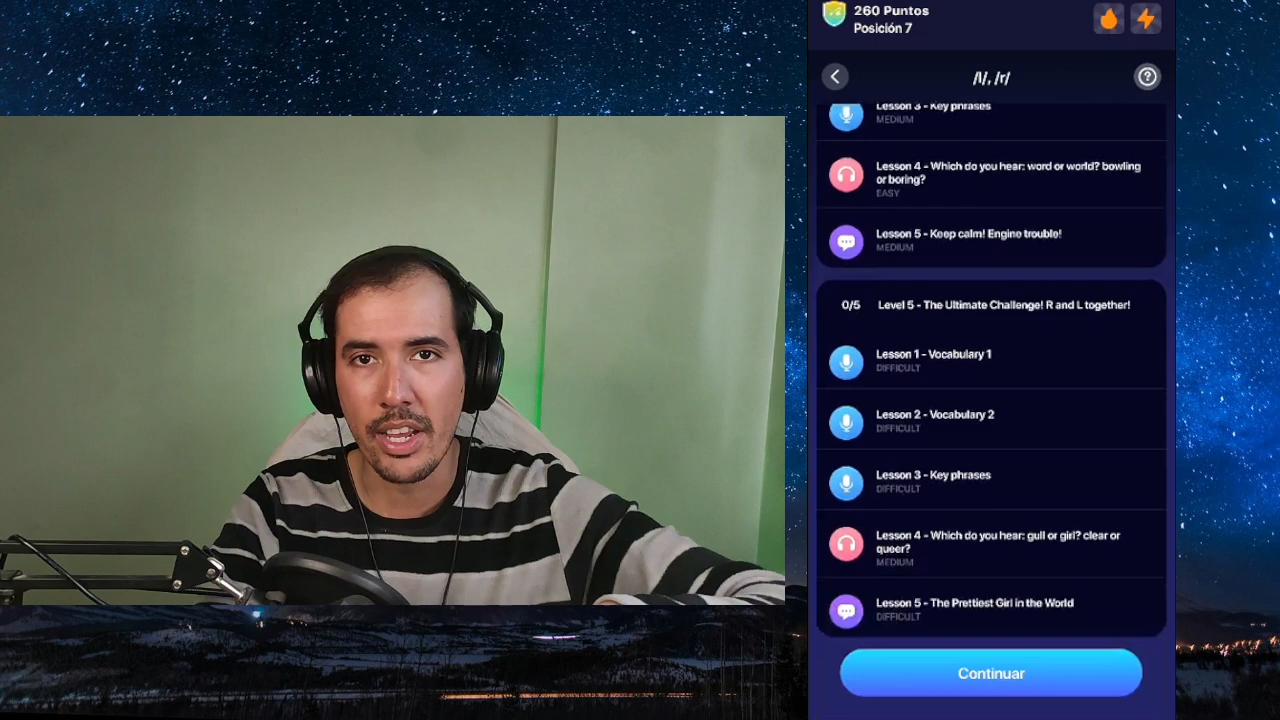 260 Puntos
Posición 7
/l/, /r/
Lesson 3 - Key phrases
MEDIUM
Lesson 4 - Which do you hear: word or world? bowling
or boring?
EASY
Lesson 5 - Keep calm! Engine trouble!
MEDIUM
0/5 Level 5 - The Ultimate Challenge! R and L together!
Lesson 1 - Vocabulary 1
DIFFICULT
Lesson 2 - Vocabulary 2
DIFFICULT
Lesson 3 - Key phrases
DIFFICULT
Lesson 4 - Which do you hear: gull or girl? clear or
queer?
MEDIUM
Lesson 5 - The Prettiest Girl in the World
DIFFICULT
Continuar